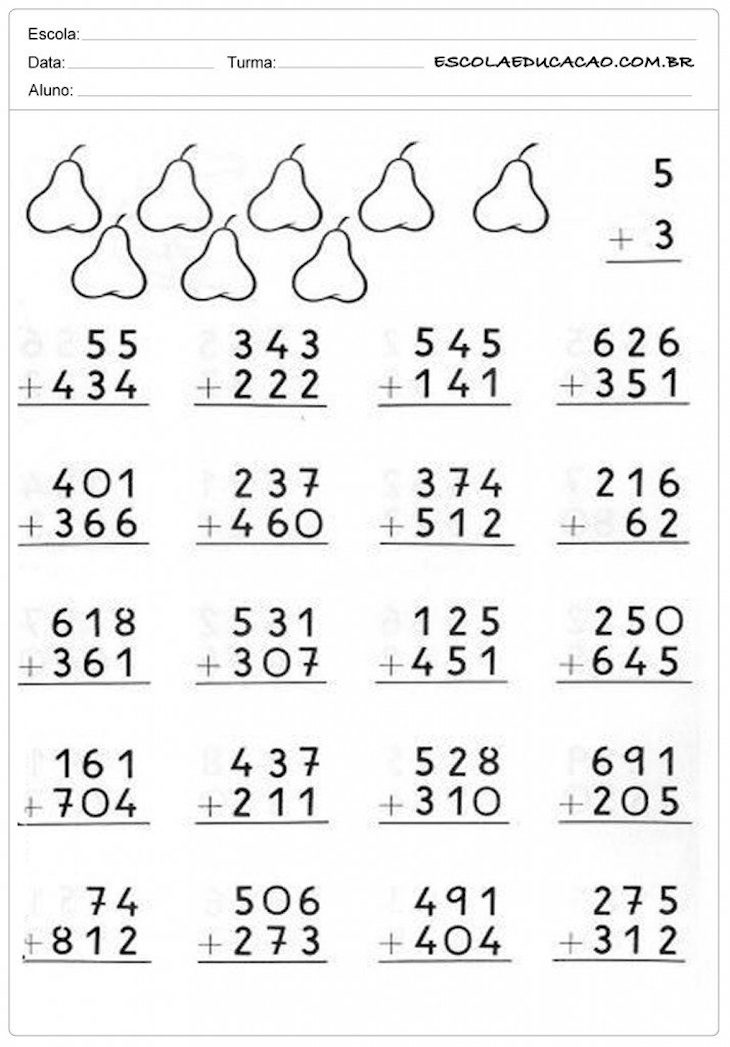 Escola:
Data: Turma: ESCOLAEDUCACAO.COM.BR
Aluno:
5
+ 3
55 343 545 626
+434 +222 +141 +351
401 237 374 216
+366 +460 +512 + 62
618 531 125 250
+361 +307 +451 +645
161 437 528 691
+704 +211 +310 +205
74 506 491 275
+812 +273 +404 +312